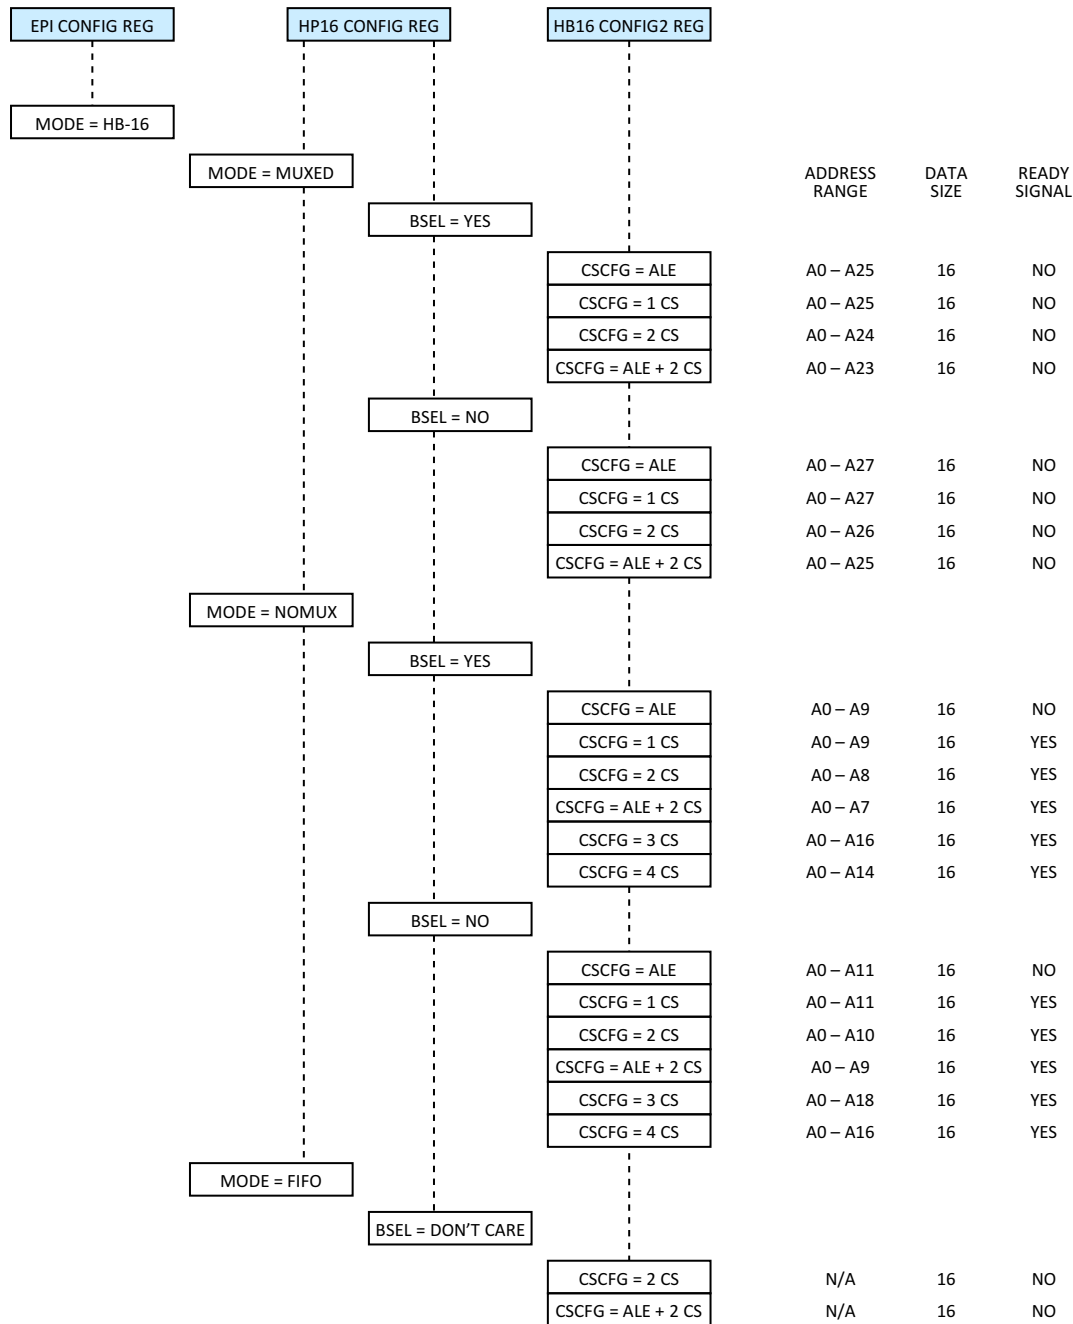 EPI CONFIG REG HP16 CONFIG REG HB16 CONFIG2 REG
MODE = HB-16
MODE = MUXED
ADDRESS RANGE DATA SIZE READY SIGNAL
BSEL = YES
CSCFG = ALE A0 – A25 16 NO
CSCFG = 1 CS A0 – A25 16 NO
CSCFG = 2 CS A0 – A24 16 NO
CSCFG = ALE + 2 CS A0 – A23 16 NO
BSEL = NO
CSCFG = ALE A0 – A27 16 NO
CSCFG = 1 CS A0 – A27 16 NO
CSCFG = 2 CS A0 – A26 16 NO
CSCFG = ALE + 2 CS A0 – A25 16 NO
MODE = NOMUX
BSEL = YES
CSCFG = ALE A0 – A9 16 NO
CSCFG = 1 CS A0 – A9 16 YES
CSCFG = 2 CS A0 – A8 16 YES
CSCFG = ALE + 2 CS A0 – A7 16 YES
CSCFG = 3 CS A0 – A16 16 YES
CSCFG = 4 CS A0 – A14 16 YES
BSEL = NO
CSCFG = ALE A0 – A11 16 NO
CSCFG = 1 CS A0 – A11 16 YES
CSCFG = 2 CS A0 – A10 16 YES
CSCFG = ALE + 2 CS A0 – A9 16 YES
CSCFG = 3 CS A0 – A18 16 YES
CSCFG = 4 CS A0 – A16 16 YES
MODE = FIFO
BSEL = DON'T CARE
CSCFG = 2 CS N/A 16 NO
CSCFG = ALE + 2 CS N/A 16 NO